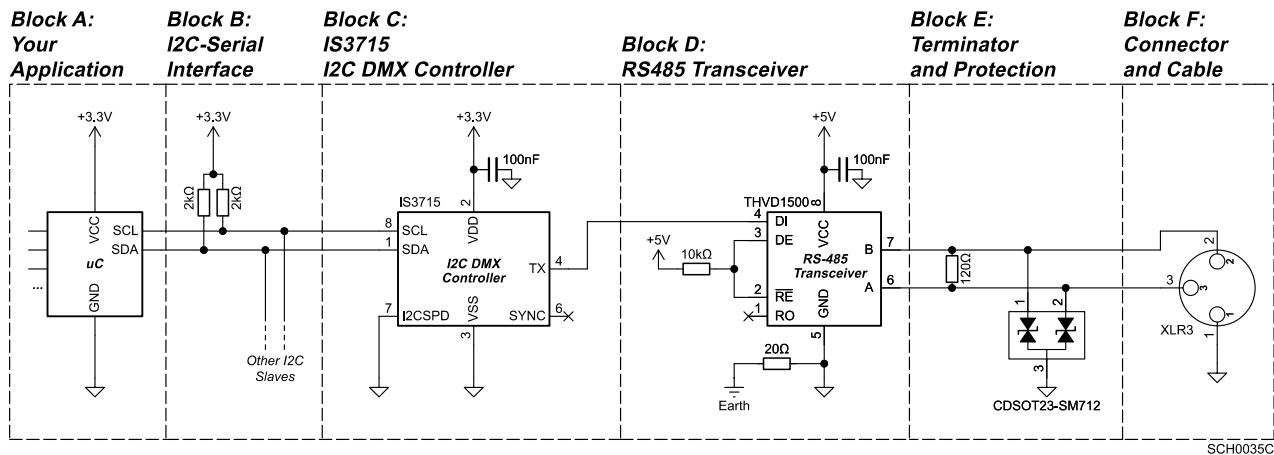 Block A:
Your
Application
Block B:
I2C-Serial
Interface
Block C:
IS3715
I2C DMX Controller
Block D:
RS485 Transceiver
Block E:
Terminator
and Protection
Block F:
Connector
and Cable
+3.3V
VCC
SCL
SDA
uC
GND
...
+3.3V
2kΩ
2kΩ
Other I2C
Slaves
+3.3V
100nF
IS3715
2
8
SCL
VDD
1
SDA
I2C DMX
Controller
TX
4
7
I2CSPD
VSS
SYNC
6
3
+5V
100nF
THVD1500
8
4
DI
VCC
3
DE
B
7
+5V
10kΩ
RS-485
Transceiver
2
RE
A
6
1
RO
GND
5
20Ω
Earth
120Ω
1
2
3
CDSOT23-SM712
2
2
3
3
1
1
XLR3
SCH0035C